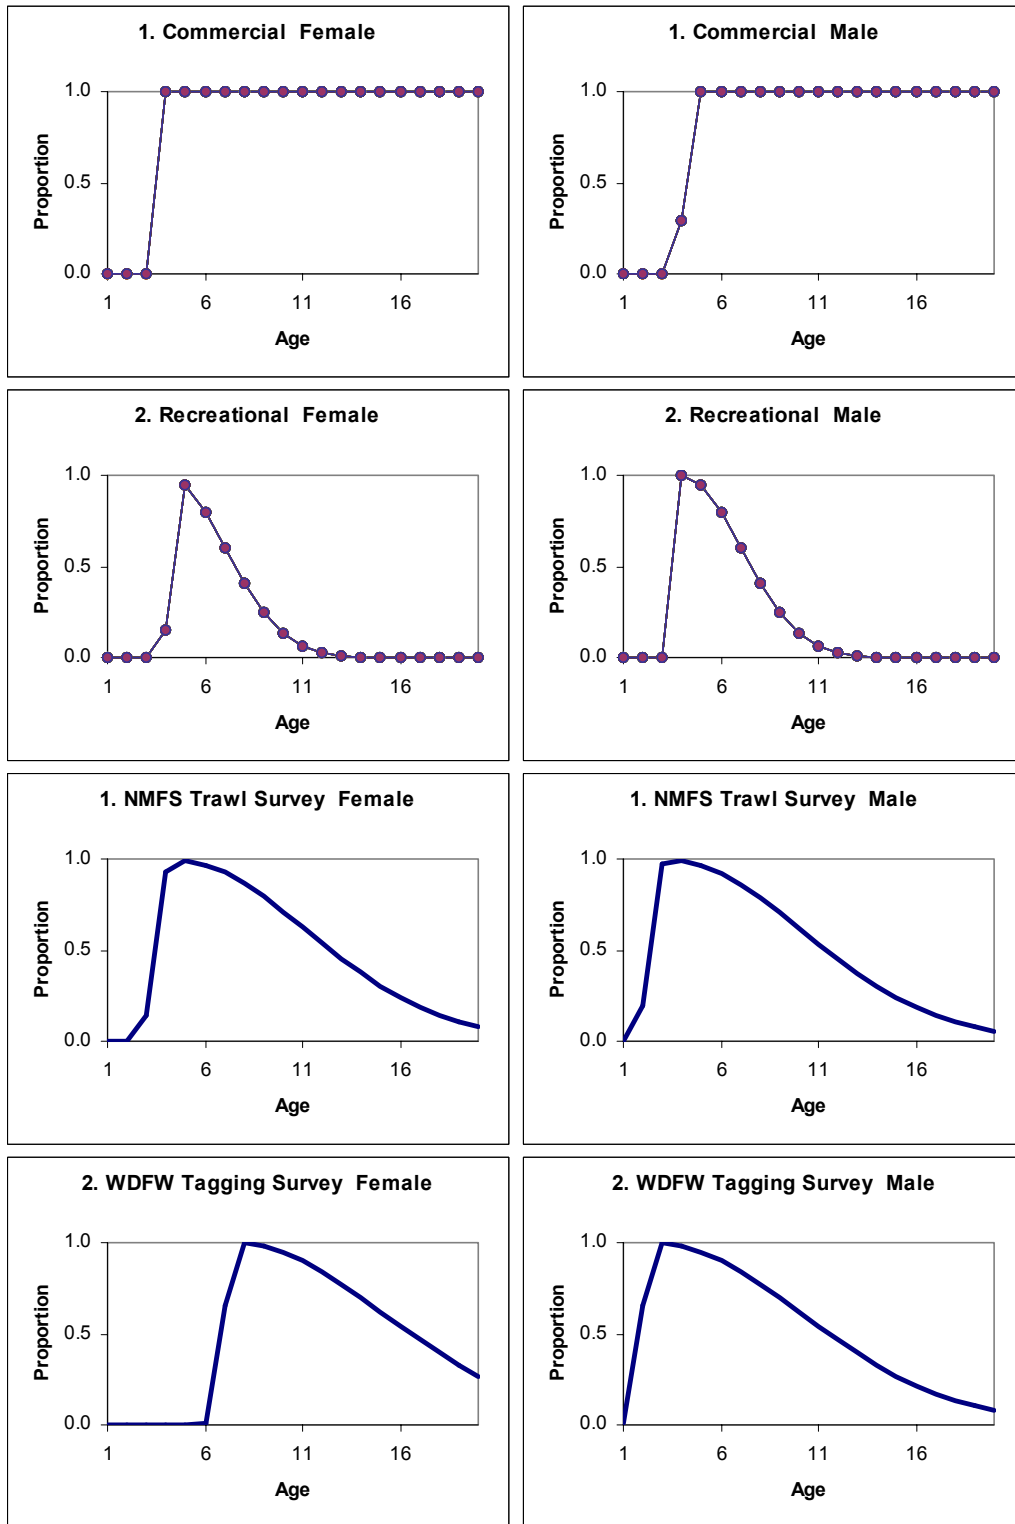 1. Commercial Female
1.0
0.5
0.0
Proportion
1 6 11 16
Age
1. Commercial Male
1.0
0.5
0.0
Proportion
1 6 11 16
Age
2. Recreational Female
1.0
0.5
0.0
Proportion
1 6 11 16
Age
2. Recreational Male
1.0
0.5
0.0
Proportion
1 6 11 16
Age
1. NMFS Trawl Survey Female
1.0
0.5
0.0
Proportion
1 6 11 16
Age
1. NMFS Trawl Survey Male
1.0
0.5
0.0
Proportion
1 6 11 16
Age
2. WDFW Tagging Survey Female
1.0
0.5
0.0
Proportion
1 6 11 16
Age
2. WDFW Tagging Survey Male
1.0
0.5
0.0
Proportion
1 6 11 16
Age